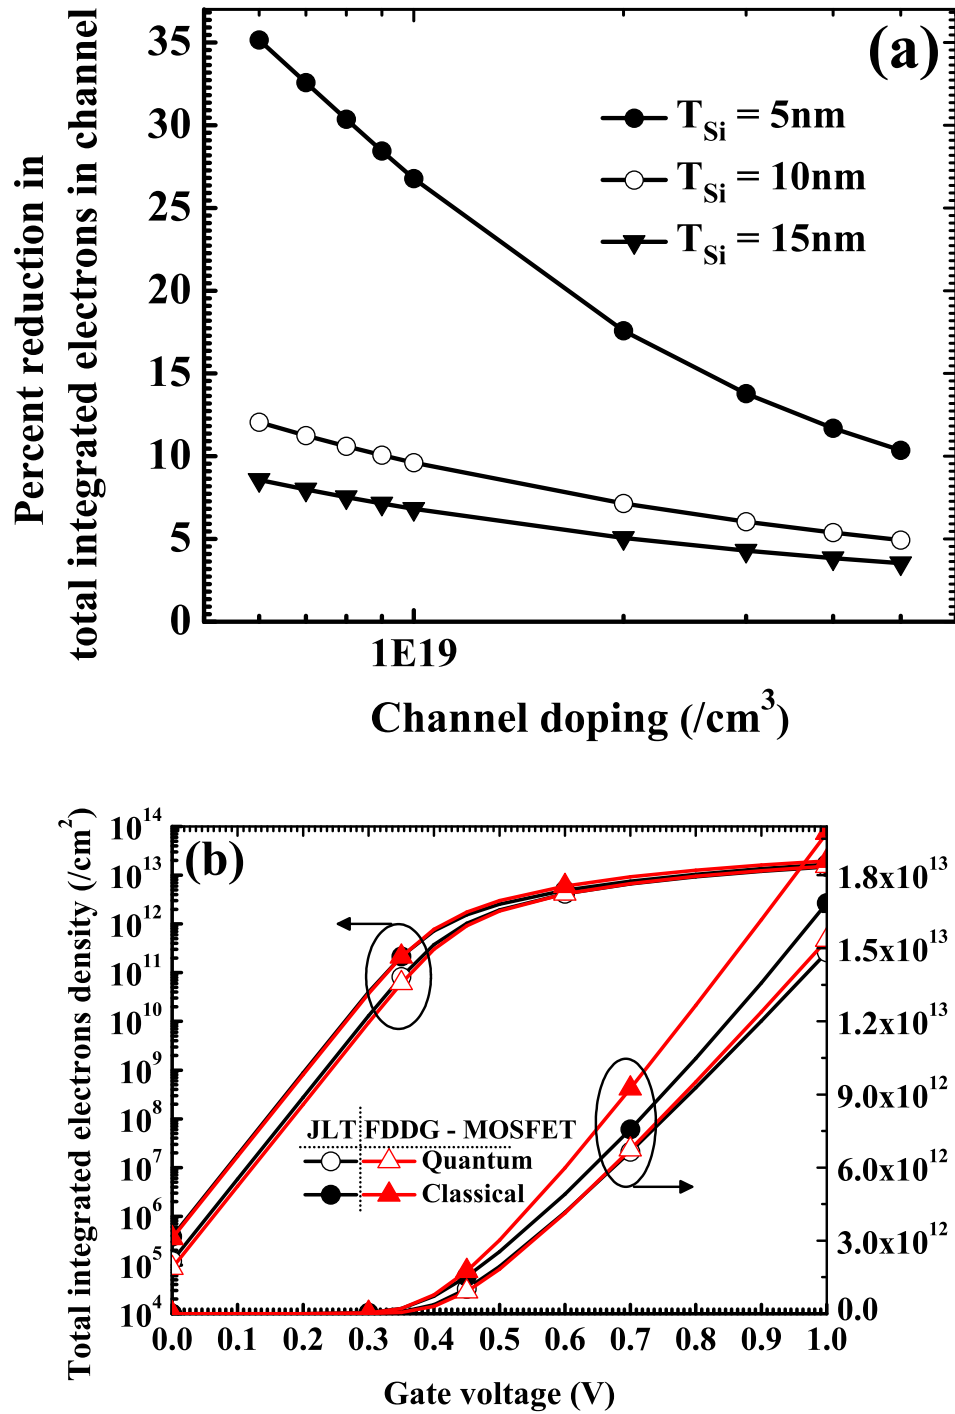 (a)
35
30
25
20
15
10
5
0
Percent reduction in
total integrated electrons in channel
T_Si = 5nm
T_Si = 10nm
T_Si = 15nm
1E19
Channel doping (/cm³)
(b)
Total integrated electrons density (/cm²)
10¹⁴
10¹³
10¹²
10¹¹
10¹⁰
10⁹
10⁸
10⁷
10⁶
10⁵
10⁴
1.8x10¹³
1.5x10¹³
1.2x10¹³
9.0x10¹²
6.0x10¹²
3.0x10¹²
0.0
JLT FDDG - MOSFET
Quantum
Classical
0.0 0.1 0.2 0.3 0.4 0.5 0.6 0.7 0.8 0.9 1.0
Gate voltage (V)